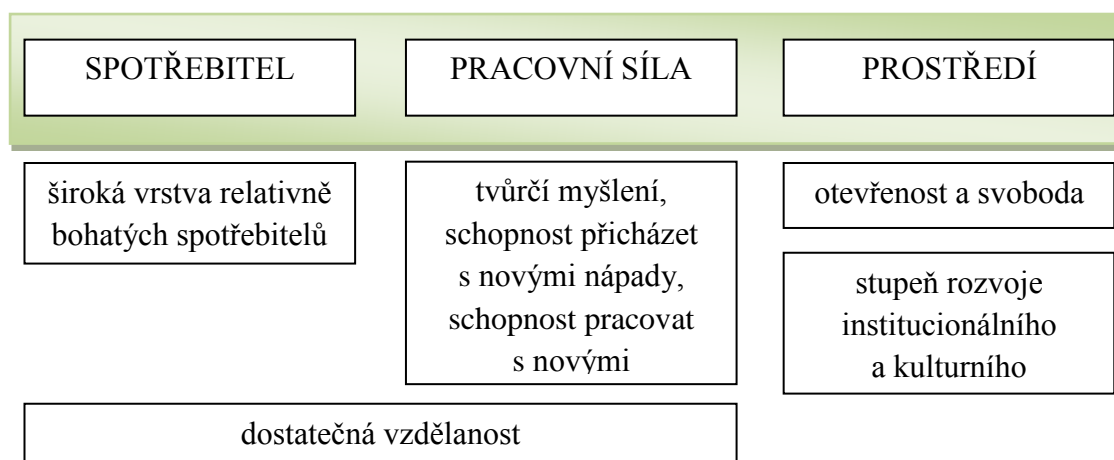 SPOTŘEBITEL
PRACOVNÍ SÍLA
PROSTŘEDÍ
široká vrstva relativně
bohatých spotřebitelů
tvůrčí myšlení,
schopnost přicházet
s novými nápady,
schopnost pracovat
s novými
otevřenost a svoboda
stupeň rozvoje
institucionálního
a kulturního
dostatečná vzdělanost